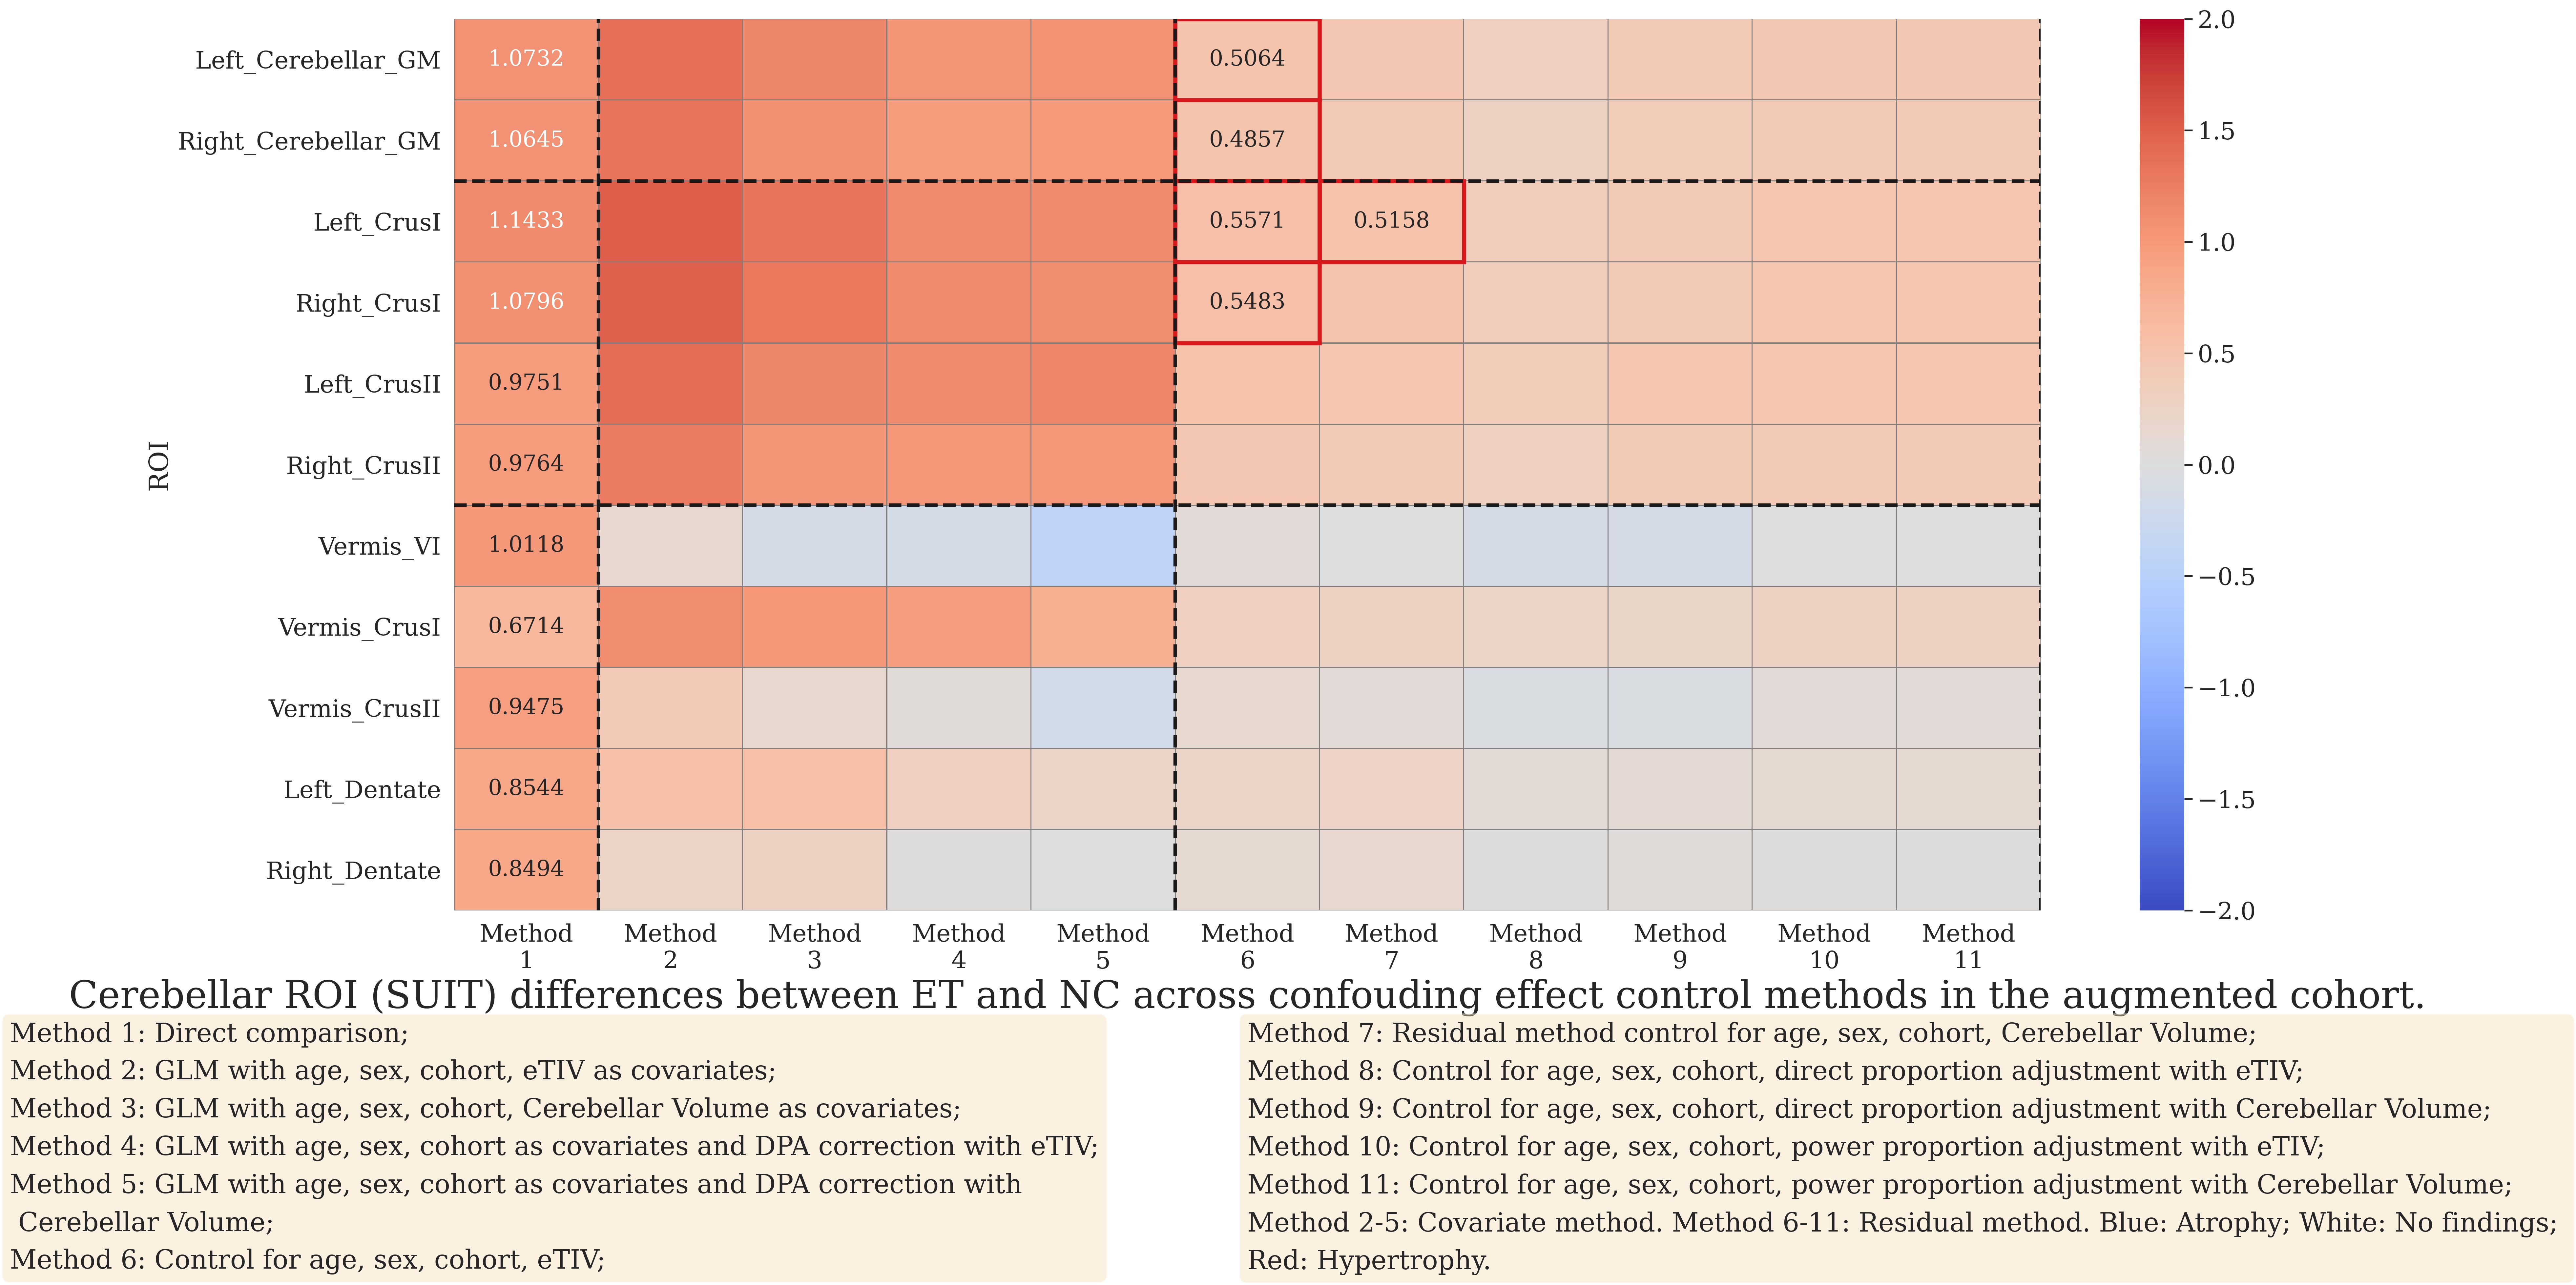 Left_Cerebellar_GM 1.0732 0.5064
Right_Cerebellar_GM 1.0645 0.4857
Left_CrusI 1.1433 0.5571 0.5158
Right_CrusI 1.0796 0.5483
Left_CrusII 0.9751
Right_CrusII 0.9764
Vermis_VI 1.0118
Vermis_CrusI 0.6714
Vermis_CrusII 0.9475
Left_Dentate 0.8544
Right_Dentate 0.8494
ROI
Method Method Method Method Method Method Method Method Method Method Method
1 2 3 4 5 6 7 8 9 10 11
2.0
1.5
1.0
0.5
0.0
−0.5
−1.0
−1.5
−2.0
Cerebellar ROI (SUIT) differences between ET and NC across confouding effect control methods in the augmented cohort.
Method 1: Direct comparison;
Method 2: GLM with age, sex, cohort, eTIV as covariates;
Method 3: GLM with age, sex, cohort, Cerebellar Volume as covariates;
Method 4: GLM with age, sex, cohort as covariates and DPA correction with eTIV;
Method 5: GLM with age, sex, cohort as covariates and DPA correction with
Cerebellar Volume;
Method 6: Control for age, sex, cohort, eTIV;
Method 7: Residual method control for age, sex, cohort, Cerebellar Volume;
Method 8: Control for age, sex, cohort, direct proportion adjustment with eTIV;
Method 9: Control for age, sex, cohort, direct proportion adjustment with Cerebellar Volume;
Method 10: Control for age, sex, cohort, power proportion adjustment with eTIV;
Method 11: Control for age, sex, cohort, power proportion adjustment with Cerebellar Volume;
Method 2-5: Covariate method. Method 6-11: Residual method. Blue: Atrophy; White: No findings;
Red: Hypertrophy.